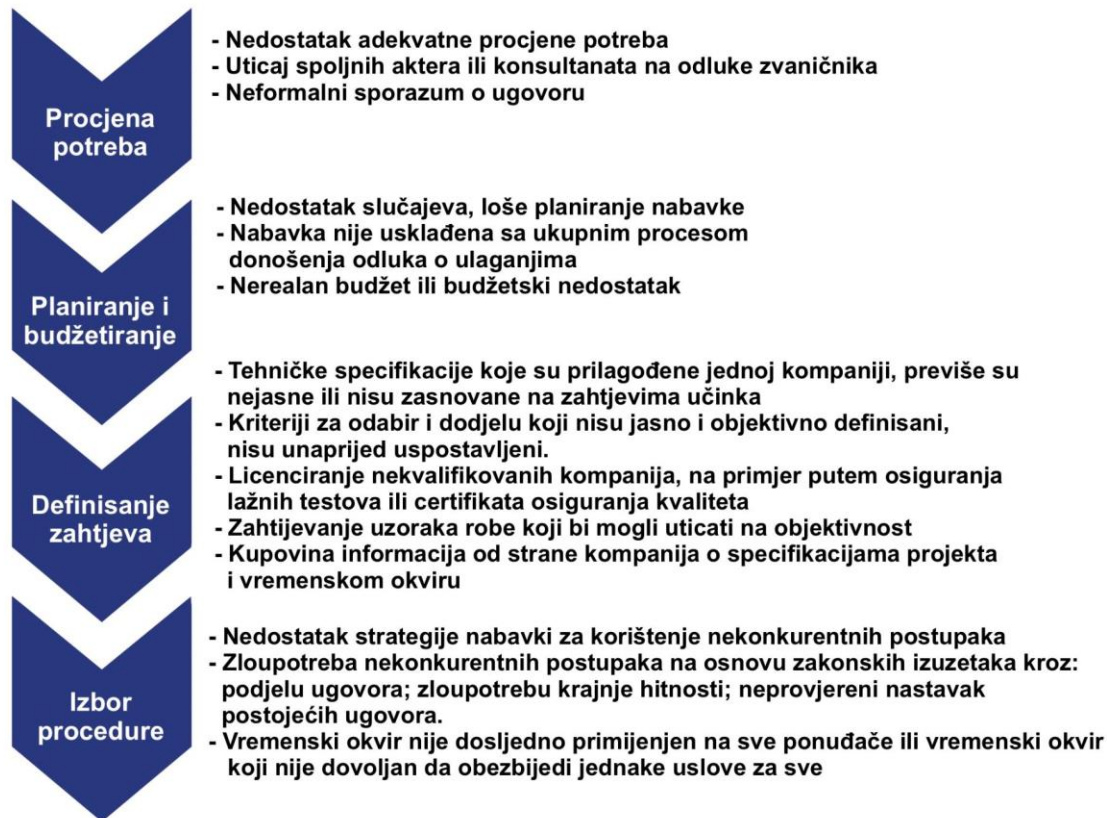 Procjena
potreba
- Nedostatak adekvatne procjene potreba
- Uticaj spoljnih aktera ili konsultanata na odluke zvaničnika
- Neformalni sporazum o ugovoru
Planiranje i
budžetiranje
- Nedostatak slučajeva, loše planiranje nabavke
- Nabavka nije usklađena sa ukupnim procesom
donošenja odluka o ulaganjima
- Nerealan budžet ili budžetski nedostatak
Definisanje
zahtjeva
- Tehničke specifikacije koje su prilagođene jednoj kompaniji, previše su
nejasne ili nisu zasnovane na zahtjevima učinka
- Kriteriji za odabir i dodjelu koji nisu jasno i objektivno definisani,
nisu unaprijed uspostavljeni.
- Licenciranje nekvalifikovanih kompanija, na primjer putem osiguranja
lažnih testova ili certifikata osiguranja kvaliteta
- Zahtijevanje uzoraka robe koji bi mogli uticati na objektivnost
- Kupovina informacija od strane kompanija o specifikacijama projekta
i vremenskom okviru
Izbor
procedure
- Nedostatak strategije nabavki za korištenje nekonkurentnih postupaka
- Zloupotreba nekonkurentnih postupaka na osnovu zakonskih izuzetaka kroz:
podjelu ugovora; zloupotrebu krajnje hitnosti; neprovjereni nastavak
postojećih ugovora.
- Vremenski okvir nije dosljedno primijenjen na sve ponuđače ili vremenski okvir
koji nije dovoljan da obezbijedi jednake uslove za sve